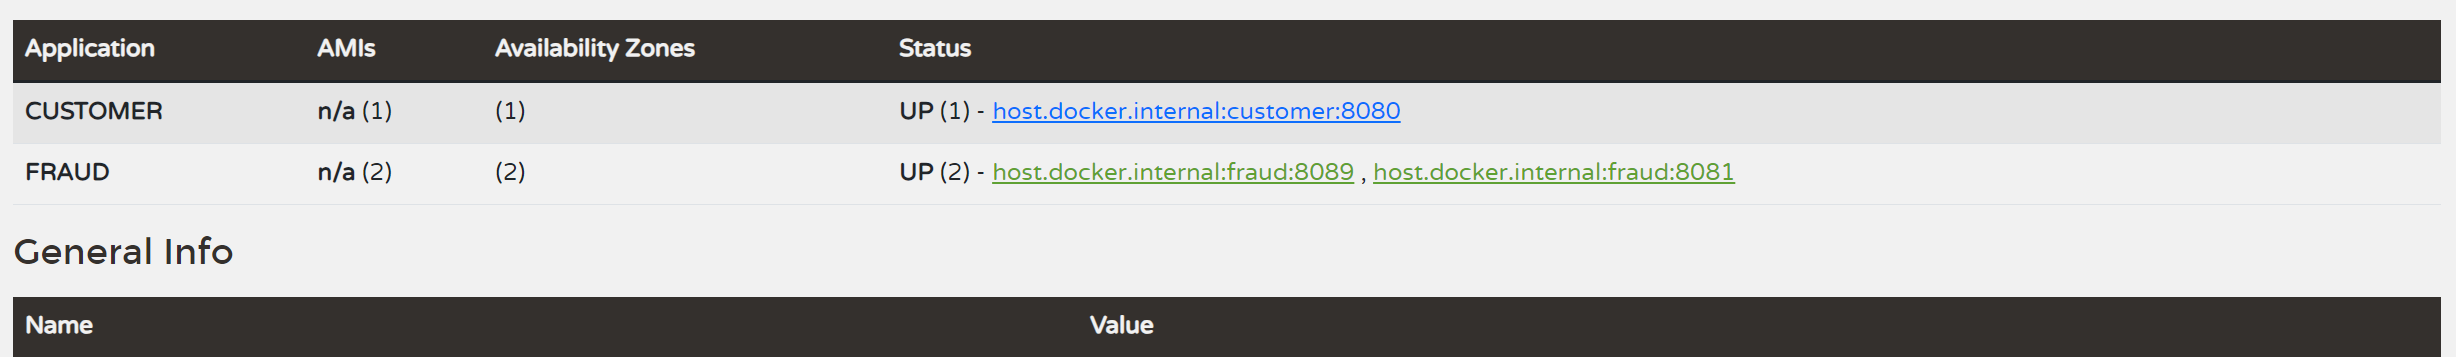 Application AMIs Availability Zones Status
CUSTOMER n/a (1) (1) UP (1) - host.docker.internal:customer:8080
FRAUD n/a (2) (2) UP (2) - host.docker.internal:fraud:8089 , host.docker.internal:fraud:8081
General Info
Name Value